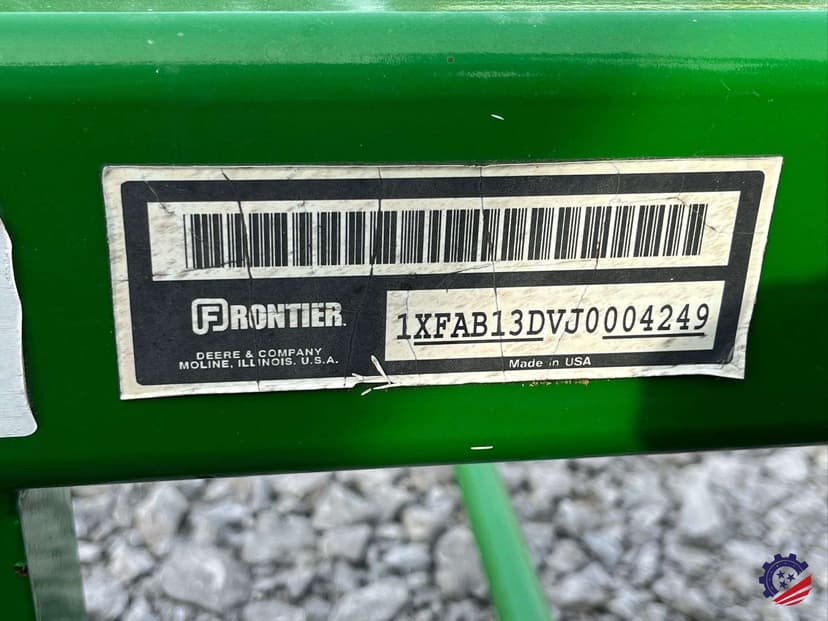 FRONTIER
DEERE & COMPANY
MOLINE, ILLINOIS. U.S.A.
1XFAB13DVJ0004249
Made in USA